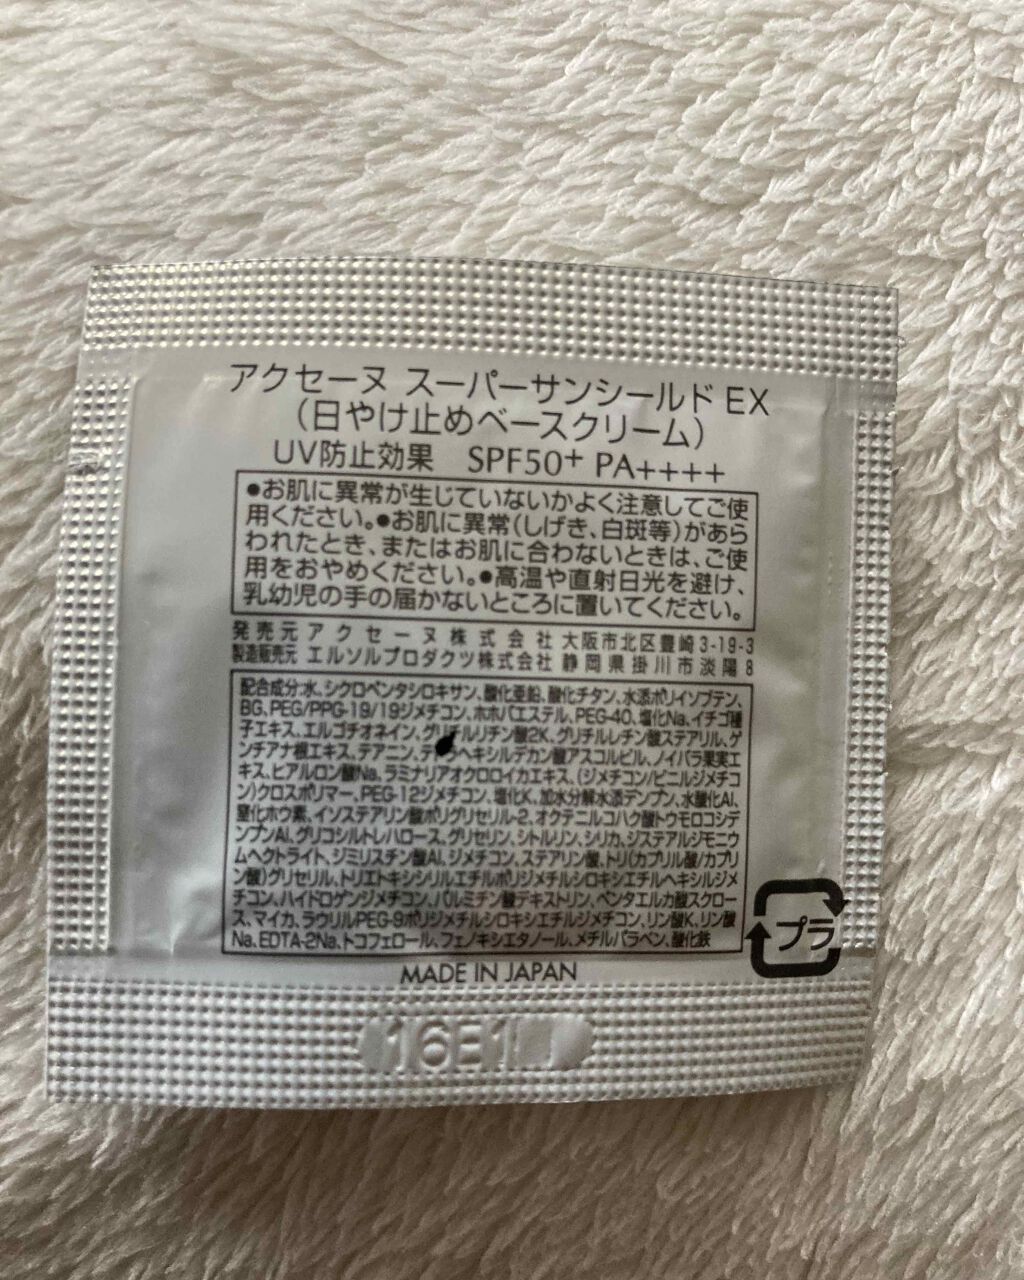 アクセーヌ スーパーサンシールド EX
(日やけ止めベースクリーム)
UV防止効果 SPF50+ PA++++
●お肌に異常が生じていないかよく注意してご使
用ください。●お肌に異常(しげき、白斑等)があら
われたとき、またはお肌に合わないときは、ご使
用をおやめください。●高温や直射日光を避け、
乳幼児の手の届かないところに置いてください。
発売元 アクセーヌ株式会社 大阪市北区豊崎3-19-3
製造販売元 エルソルプロダクツ株式会社 静岡県掛川市淡陽8
配合成分:水、シクロペンタシロキサン、酸化亜鉛、酸化チタン、水添ポリイソブテン、
BG、PEG/PPG-19/19ジメチコン、ホホバエステル、PEG-40、塩化Na、イチゴ種
子エキス、エルゴチオネイン、グリチルリチン酸2K、グリチルレチン酸ステアリル、ゲ
ンチアナ根エキス、テアニン、テトラヘキシルデカン酸アスコルビル、ノイバラ果実エ
キス、ヒアルロン酸Na、ラミナリアオクロロイカエキス、(ジメチコン/ビニルジメチコ
ン)クロスポリマー、PEG-12ジメチコン、塩化K、加水分解水添デンプン、水酸化Al、
窒化ホウ素、イソステアリン酸ポリグリセリル-2、オクテニルコハク酸トウモロコシデ
ンプンAl、グリコシルトレハロース、グリセリン、シトルリン、シリカ、ジステアルジモニウ
ムヘクトライト、ジミリスチン酸Al、ジメチコン、ステアリン酸、トリ(カプリル酸/カプリ
ン酸)グリセリル、トリエトキシシリルエチルポリジメチルシロキシエチルヘキシルジメ
チコン、ハイドロゲンジメチコン、パルミチン酸デキストリン、ペンタエルカ酸スクロー
ス、マイカ、ラウリルPEG-9ポリジメチルシロキシエチルジメチコン、リン酸K、リン酸
Na、EDTA-2Na、トコフェロール、フェノキシエタノール、メチルパラベン、酸化鉄
プラ
MADE IN JAPAN
16E1